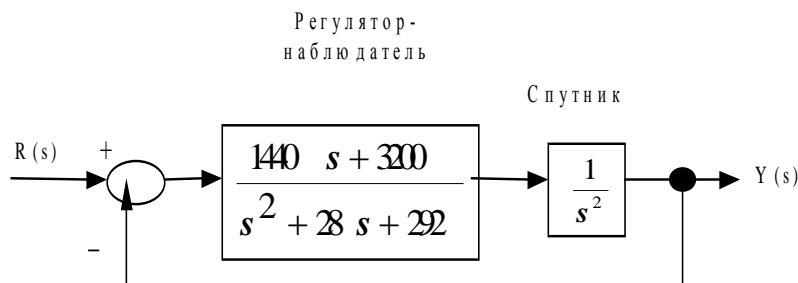 Регулятор-
наблюдатель
Спутник
R(s) + 1440 s + 3200 1 Y(s)
s² + 28 s + 292 s²
−